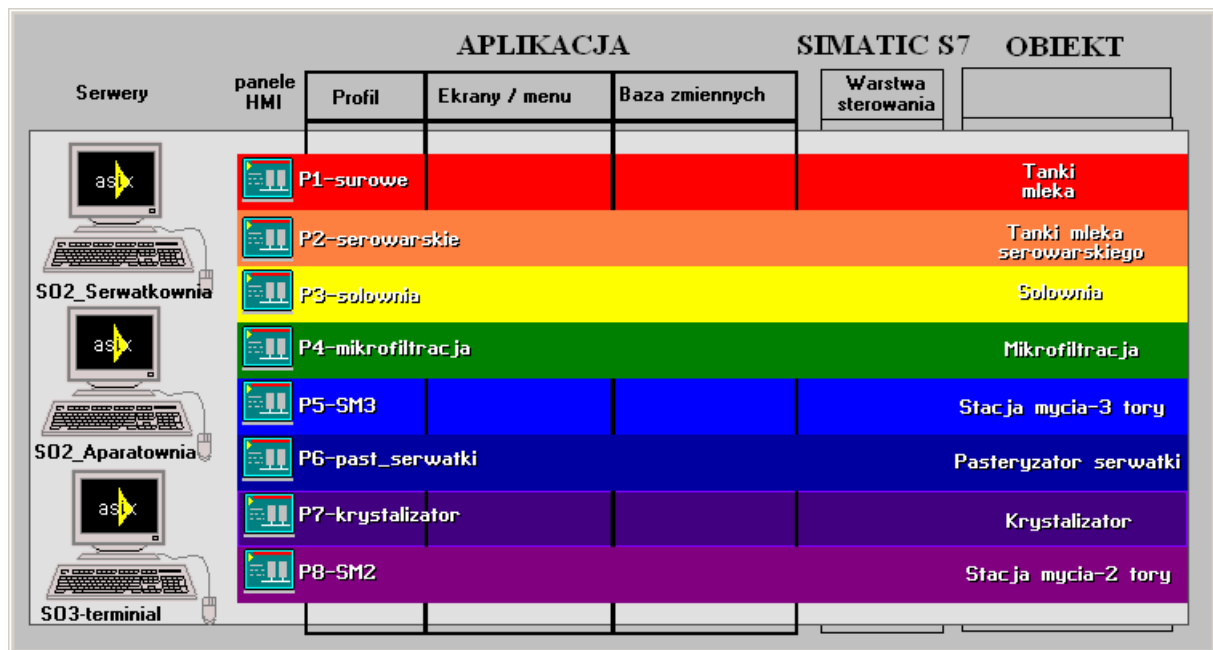 APLIKACJA SIMATIC S7 OBIEKT
Serwery panele HMI Profil Ekrany / menu Baza zmiennych Warstwa sterowania
asix
SO2_Serwatkownia
asix
SO2_Aparatownia
asix
SO3-terminial
P1-surowe Tanki mleka
P2-serowarskie Tanki mleka serowarskiego
P3-solownia Solownia
P4-mikrofiltracja Mikrofiltracja
P5-SM3 Stacja mycia-3 tory
P6-past_serwatki Pasteryzator serwatki
P7-krystalizator Krystalizator
P8-SM2 Stacja mycia-2 tory